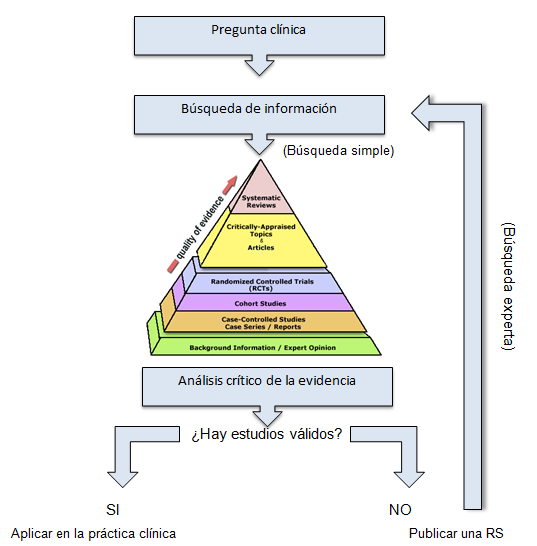 Pregunta clínica
Búsqueda de información
(Búsqueda simple)
quality of evidence
Systematic
Reviews
Critically-Appraised
Topics
&
Articles
Randomized Controlled Trials
(RCTs)
Cohort Studies
Case-Controlled Studies
Case Series / Reports
Background Information / Expert Opinion
(Búsqueda experta)
Análisis crítico de la evidencia
¿Hay estudios válidos?
SI
NO
Aplicar en la práctica clínica
Publicar una RS